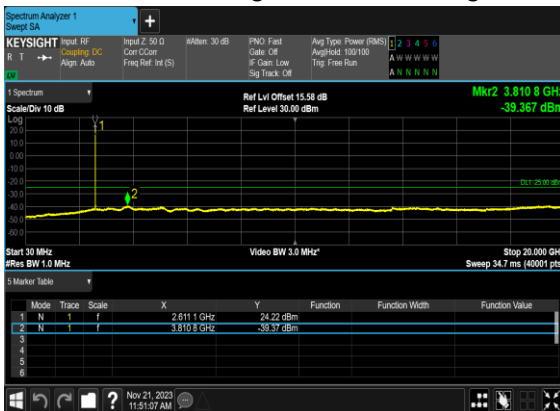 Spectrum Analyzer 1
Swept SA
KEYSIGHT Input: RF Input Z: 50 Ω #Atten: 30 dB PNO: Fast Avg Type: Power (RMS) 1 2 3 4 5 6
R T Coupling: DC Corr CCorr Gate: Off Avg|Hold: 100/100 A W W W W W
Align: Auto Freq Ref: Int (S) IF Gain: Low Trig: Free Run
LV Sig Track: Off A N N N N N
1 Spectrum Mkr2 3.810 8 GHz
Ref Lvl Offset 15.58 dB
Scale/Div 10 dB Ref Level 30.00 dBm -39.367 dBm
Log
20.0 1
10.0
0.00
-10.0
-20.0 DL1 -25.00 dBm
-30.0 2
-40.0
-50.0
-60.0
Start 30 MHz Video BW 3.0 MHz* Stop 20.000 GH
#Res BW 1.0 MHz Sweep 34.7 ms (40001 pts
5 Marker Table
Mode Trace Scale X Y Function Function Width Function Value
1 N 1 f 2.611 1 GHz 24.22 dBm
2 N 1 f 3.810 8 GHz -39.37 dBm
3
4
5
6
? Nov 21, 2023
11:51:07 AM